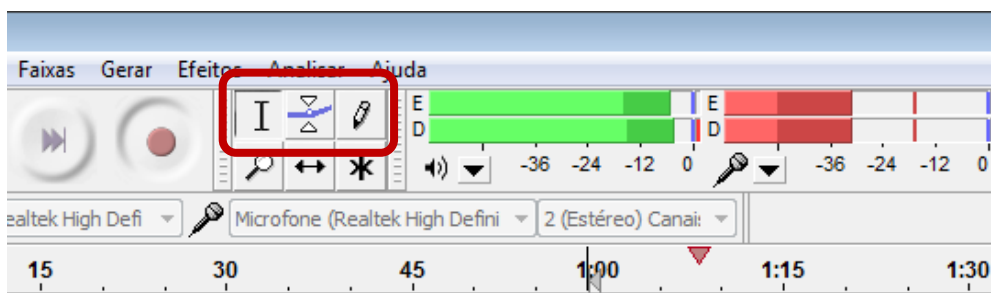 Faixas Gerar Efeitos Analisar Ajuda
E
D
E
D
-36 -24 -12 0
-36 -24 -12 0
ealtek High Defi
Microfone (Realtek High Defini
2 (Estéreo) Canai:
15 30 45 1:00 1:15 1:30